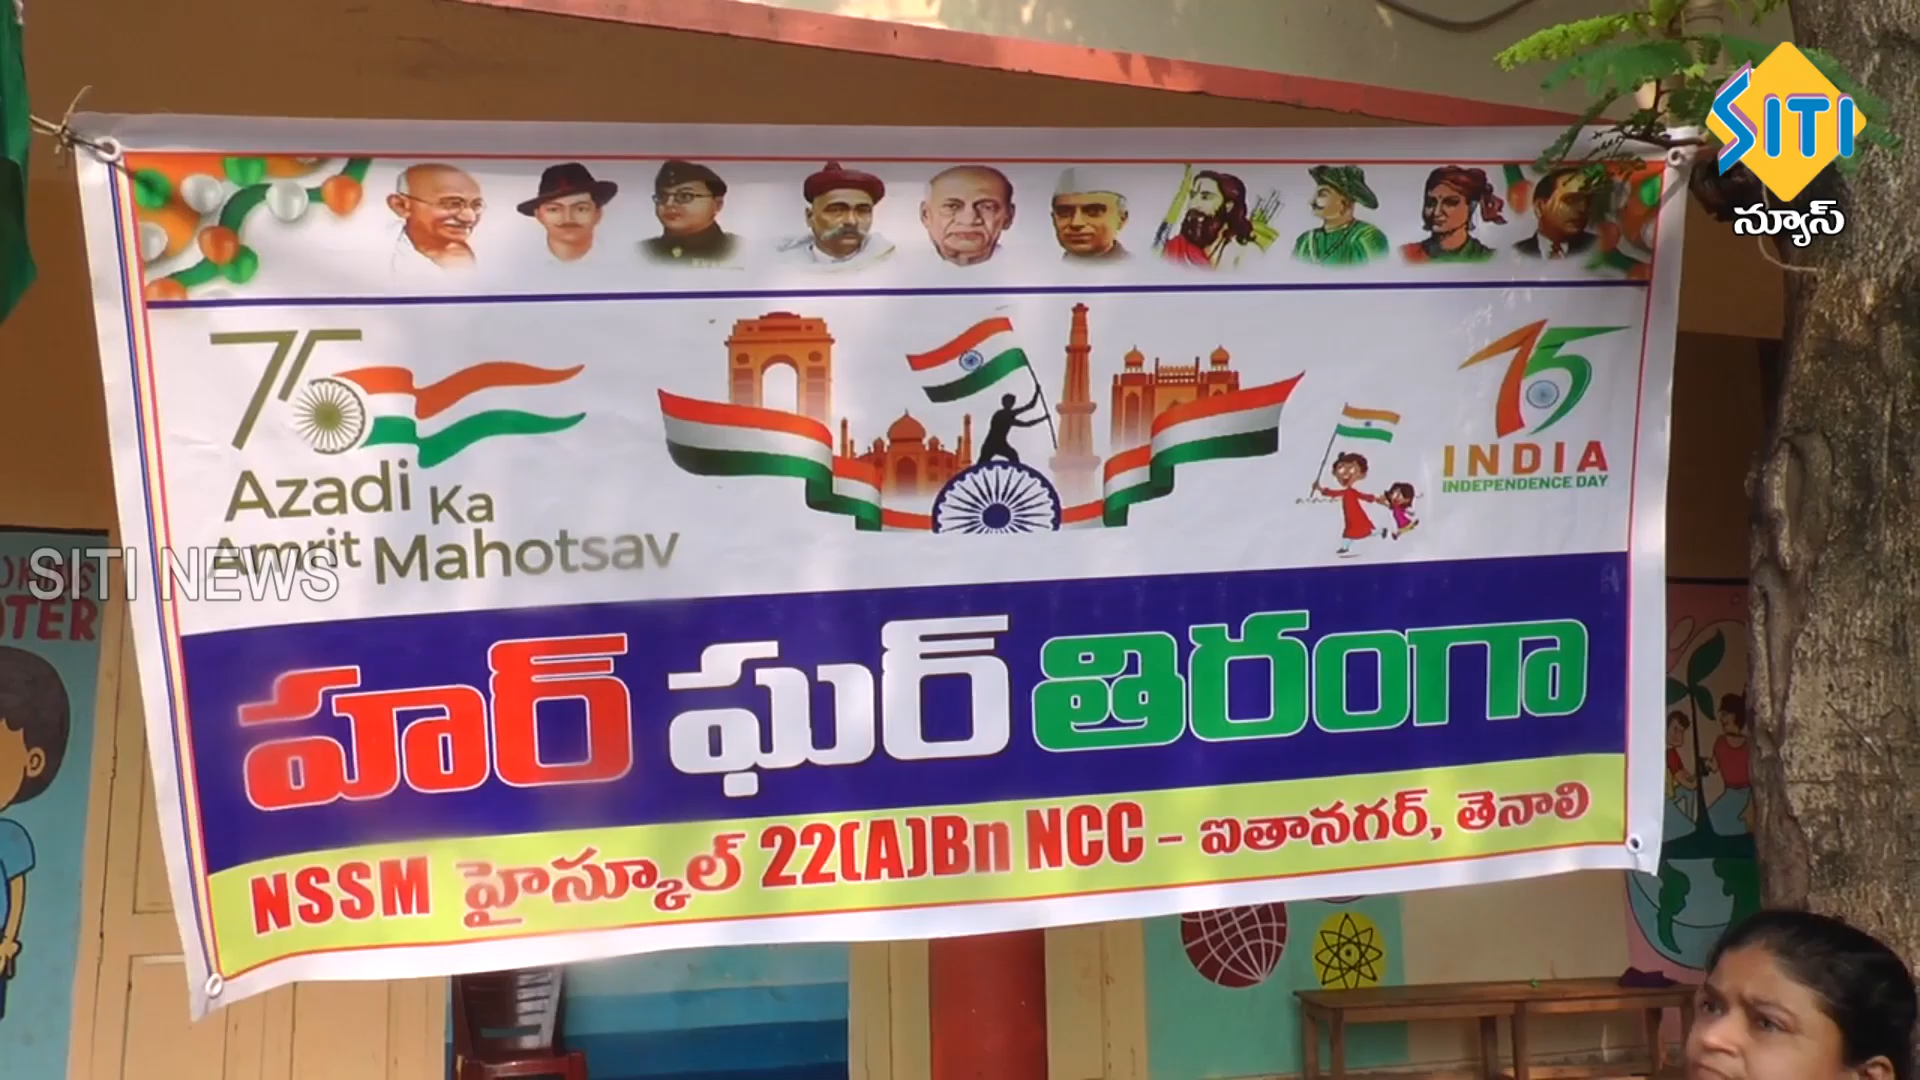 SITI
న్యూస్
75
Azadi Ka
Amrit Mahotsav
75
INDIA
INDEPENDENCE DAY
SITI NEWS
హర్ ఘర్ తిరంగా
NSSM హైస్కూల్ 22(A)Bn NCC - ఐతానగర్, తెనాలి